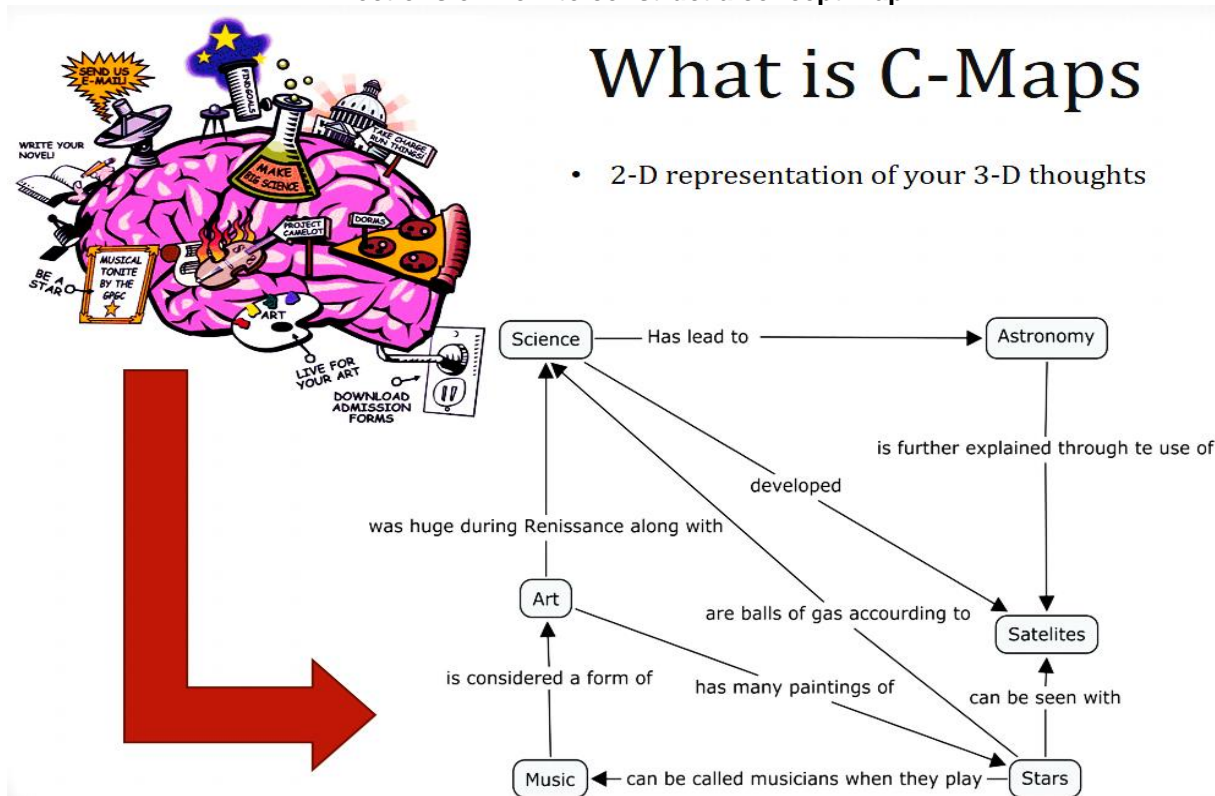 What is C-Maps
• 2-D representation of your 3-D thoughts
SEND US
E-MAIL!
FIND GOALS
TAKE CHARGE,
RUN THINGS!
WRITE YOUR
NOVEL!
MAKE
BIG SCIENCE
PROJECT
CAMELOT
DORMS
BE A
STAR
MUSICAL
TONITE
BY THE
GPGC
ART
LIVE FOR
YOUR ART
DOWNLOAD
ADMISSION
FORMS
Science
Has lead to
Astronomy
is further explained through te use of
developed
was huge during Renissance along with
Art
are balls of gas accourding to
Satelites
is considered a form of
has many paintings of
can be seen with
Music
can be called musicians when they play
Stars